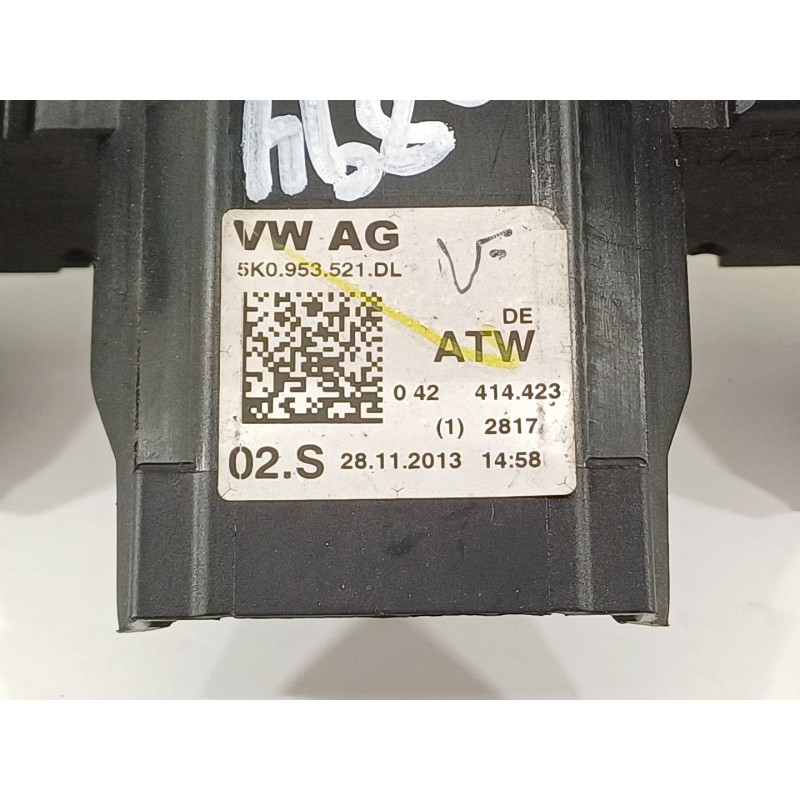 VW AG
5K0.953.521.DL
DE
ATW
0 42 414.423
(1) 2817
02.S 28.11.2013 14:58